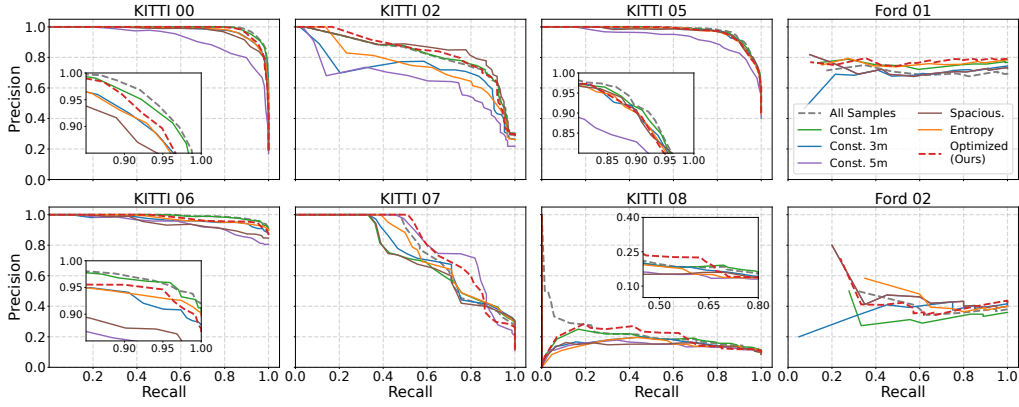 KITTI 00
KITTI 02
KITTI 05
Ford 01
Precision
1.0
0.8
0.6
0.4
0.2
0.0
1.00
0.95
0.90
0.90
0.95
1.00
1.00
0.95
0.90
0.85
0.85
0.90
0.95
1.00
All Samples
Const. 1m
Const. 3m
Const. 5m
Spacious.
Entropy
Optimized
(Ours)
KITTI 06
KITTI 07
KITTI 08
Ford 02
Precision
1.0
0.8
0.6
0.4
0.2
0.0
1.00
0.95
0.90
0.90
0.95
1.00
0.40
0.25
0.10
0.50
0.65
0.80
0.2 0.4 0.6 0.8 1.0
0.0 0.2 0.4 0.6 0.8 1.0
0.0 0.2 0.4 0.6 0.8 1.0
0.2 0.4 0.6 0.8 1.0
Recall
Recall
Recall
Recall